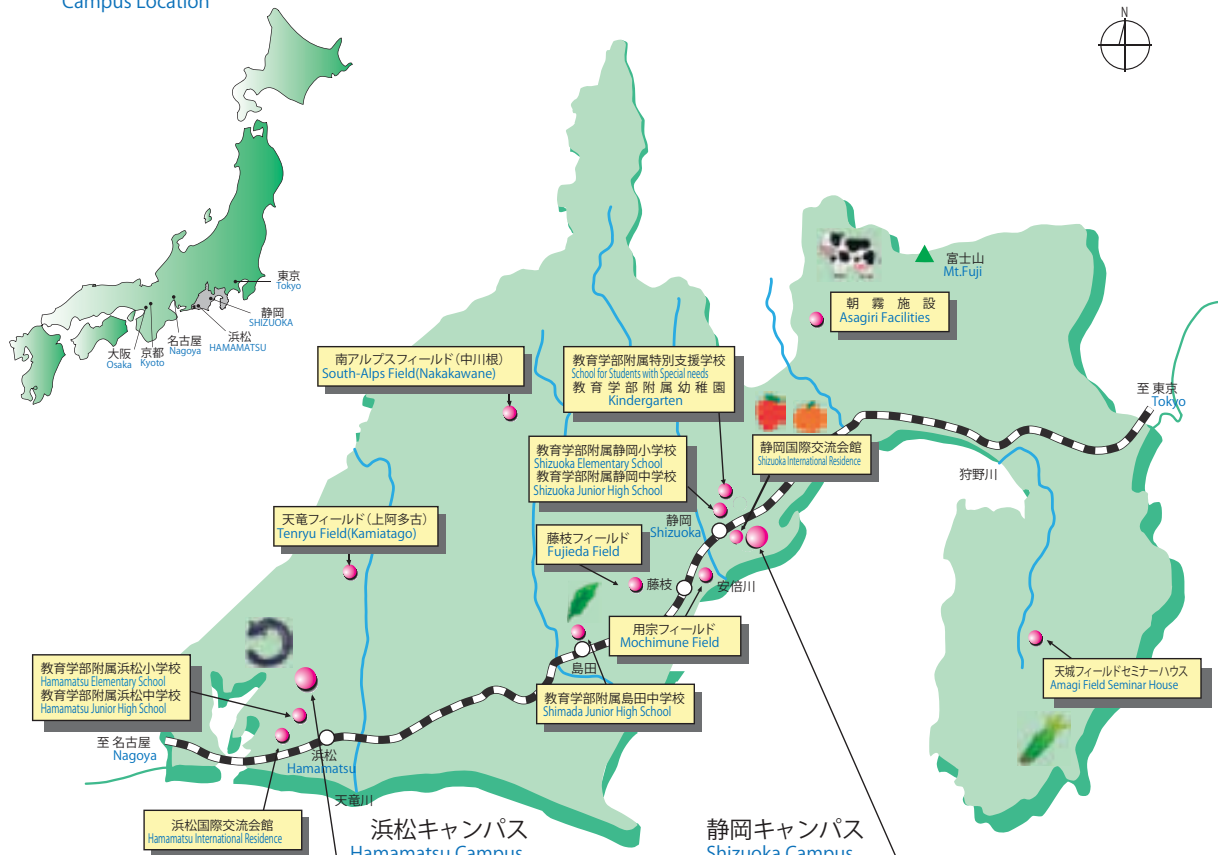 Campus Location
N
東京
Tokyo
静岡
SHIZUOKA
浜松
HAMAMATSU
名古屋
Nagoya
京都
Kyoto
大阪
Osaka
富士山
Mt.Fuji
朝霧施設
Asagiri Facilities
南アルプスフィールド(中川根)
South-Alps Field(Nakakawane)
教育学部附属特別支援学校
School for Students with Special needs
教育学部附属幼稚園
Kindergarten
至 東京
Tokyo
教育学部附属静岡小学校
Shizuoka Elementary School
教育学部附属静岡中学校
Shizuoka Junior High School
静岡国際交流会館
Shizuoka International Residence
狩野川
天竜フィールド(上阿多古)
Tenryu Field(Kamiatago)
静岡
Shizuoka
藤枝フィールド
Fujieda Field
藤枝
安倍川
用宗フィールド
Mochimune Field
島田
教育学部附属浜松小学校
Hamamatsu Elementary School
教育学部附属浜松中学校
Hamamatsu Junior High School
教育学部附属島田中学校
Shimada Junior High School
天城フィールドセミナーハウス
Amagi Field Seminar House
至 名古屋
Nagoya
浜松
Hamamatsu
天竜川
浜松国際交流会館
Hamamatsu International Residence
浜松キャンパス
Hamamatsu Campus
静岡キャンパス
Shizuoka Campus